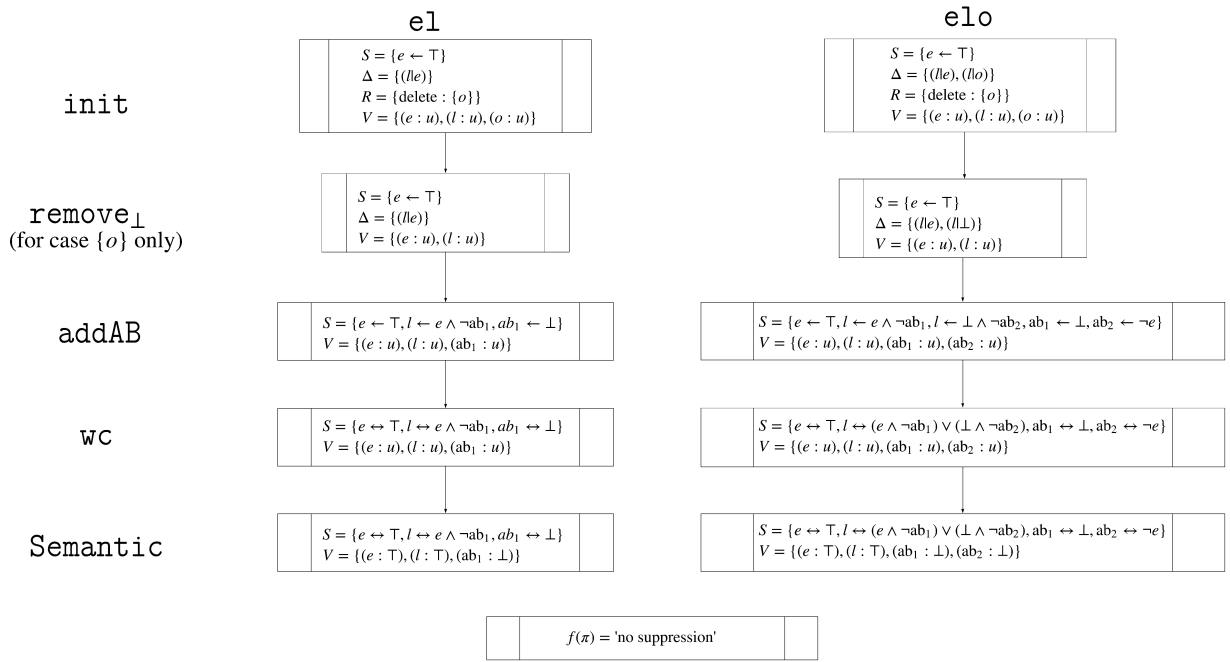 el
elo
init
S = {e ← ⊤}
Δ = {(l|e)}
R = {delete : {o}}
V = {(e : u), (l : u), (o : u)}
S = {e ← ⊤}
Δ = {(l|e), (l|o)}
R = {delete : {o}}
V = {(e : u), (l : u), (o : u)}
remove⊥
(for case {o} only)
S = {e ← ⊤}
Δ = {(l|e)}
V = {(e : u), (l : u)}
S = {e ← ⊤}
Δ = {(l|e), (l|⊥)}
V = {(e : u), (l : u)}
addAB
S = {e ← ⊤, l ← e ∧ ¬ab₁, ab₁ ← ⊥}
V = {(e : u), (l : u), (ab₁ : u)}
S = {e ← ⊤, l ← e ∧ ¬ab₁, l ← ⊥ ∧ ¬ab₂, ab₁ ← ⊥, ab₂ ← ¬e}
V = {(e : u), (l : u), (ab₁ : u), (ab₂ : u)}
wc
S = {e ↔ ⊤, l ↔ e ∧ ¬ab₁, ab₁ ↔ ⊥}
V = {(e : u), (l : u), (ab₁ : u)}
S = {e ↔ ⊤, l ↔ (e ∧ ¬ab₁) ∨ (⊥ ∧ ¬ab₂), ab₁ ↔ ⊥, ab₂ ↔ ¬e}
V = {(e : u), (l : u), (ab₁ : u), (ab₂ : u)}
Semantic
S = {e ↔ ⊤, l ↔ e ∧ ¬ab₁, ab₁ ↔ ⊥}
V = {(e : ⊤), (l : ⊤), (ab₁ : ⊥)}
S = {e ↔ ⊤, l ↔ (e ∧ ¬ab₁) ∨ (⊥ ∧ ¬ab₂), ab₁ ↔ ⊥, ab₂ ↔ ¬e}
V = {(e : ⊤), (l : ⊤), (ab₁ : ⊥), (ab₂ : ⊥)}
f(π) = 'no suppression'